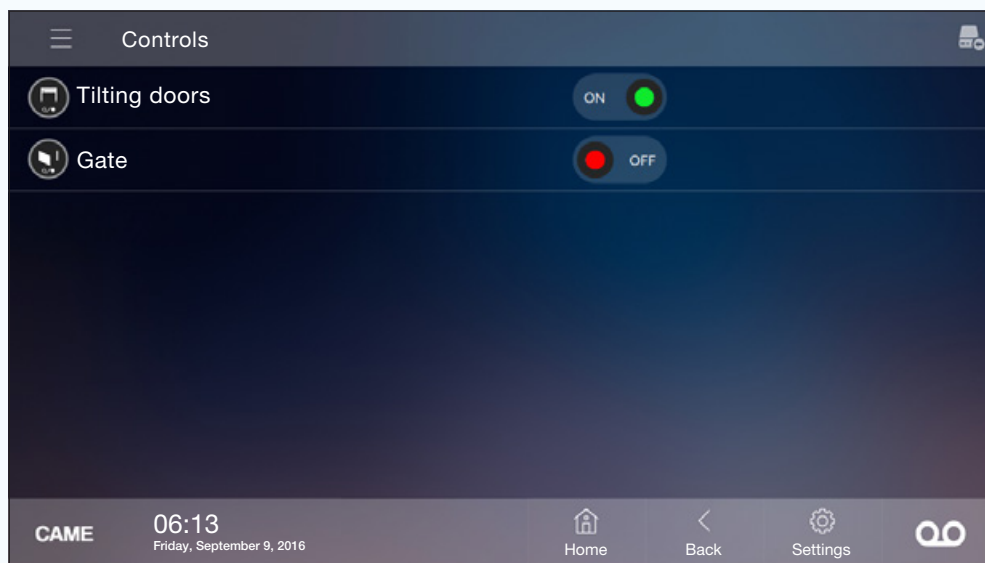 Controls
Tilting doors
ON
Gate
OFF
CAME
06:13
Friday, September 9, 2016
Home
Back
Settings